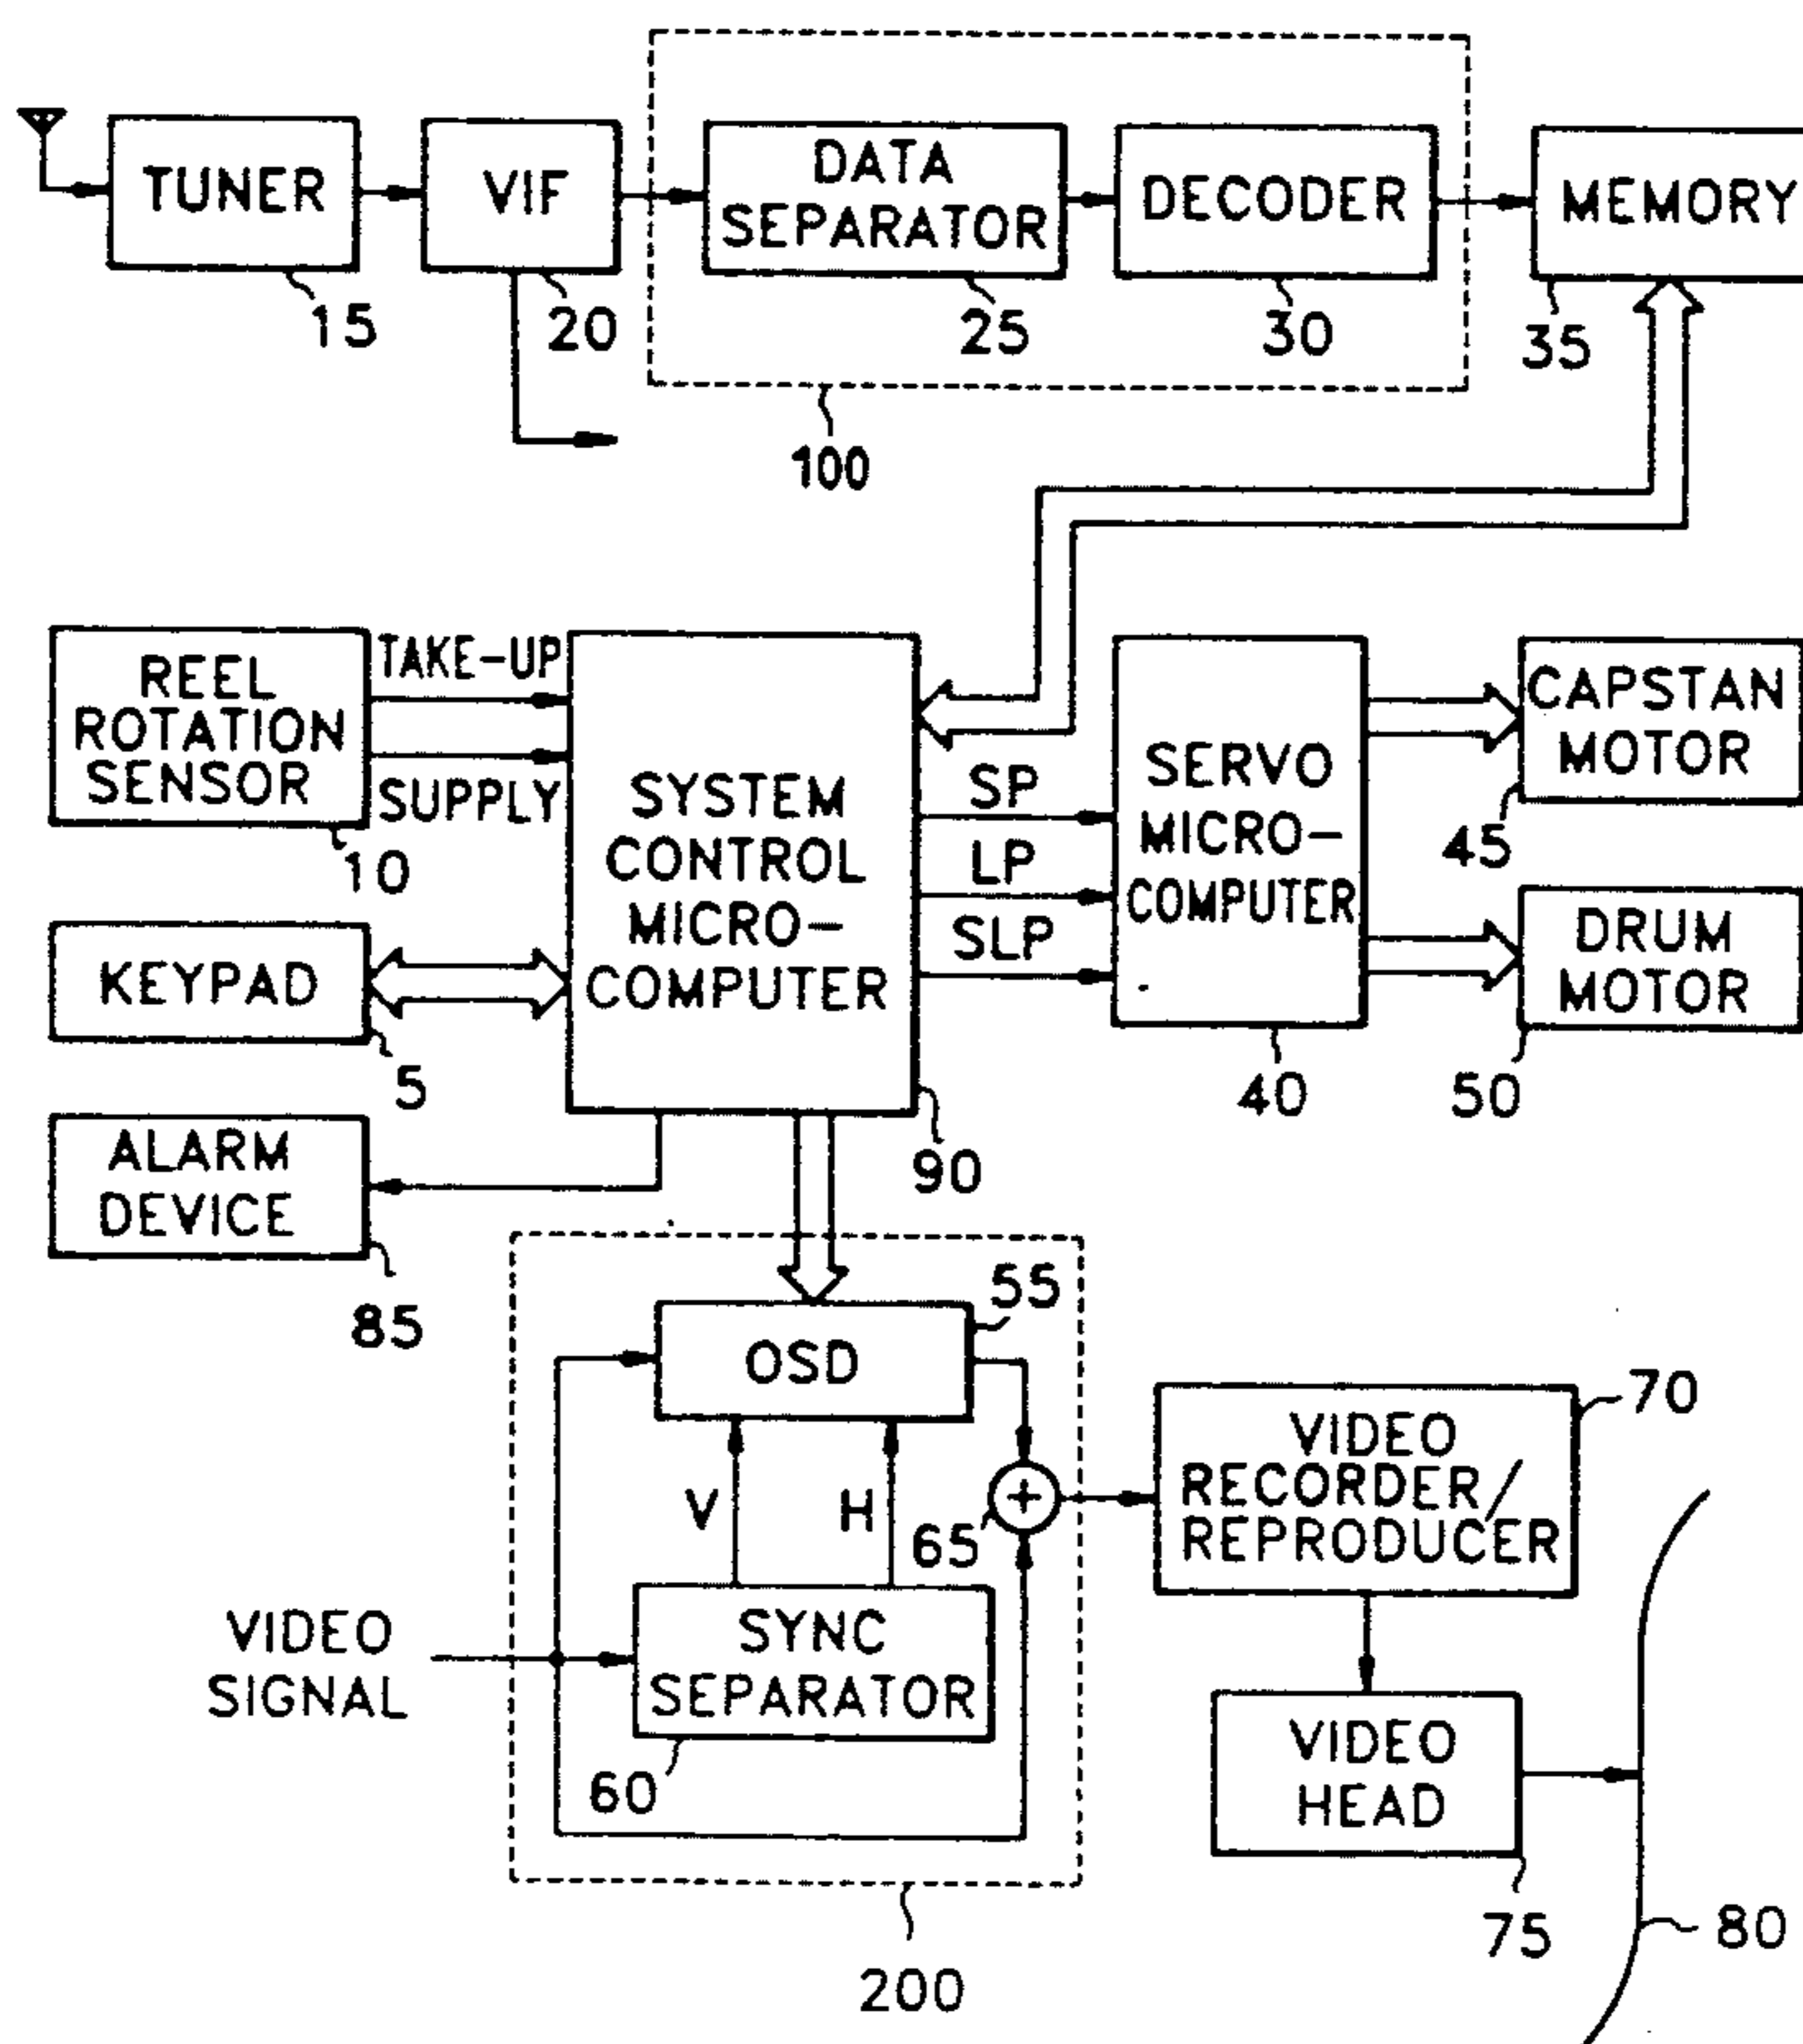 TUNER
15
VIF
20
DATA
SEPARATOR
25
DECODER
30
MEMORY
35
100
REEL
ROTATION
SENSOR
10
TAKE-UP
SUPPLY
KEYPAD
5
ALARM
DEVICE
85
SYSTEM
CONTROL
MICRO-
COMPUTER
90
SP
LP
SLP
SERVO
MICRO-
COMPUTER
40
CAPSTAN
MOTOR
45
DRUM
MOTOR
50
OSD
55
V
H
65
SYNC
SEPARATOR
60
VIDEO
SIGNAL
200
VIDEO
RECORDER/
REPRODUCER
70
VIDEO
HEAD
75
80